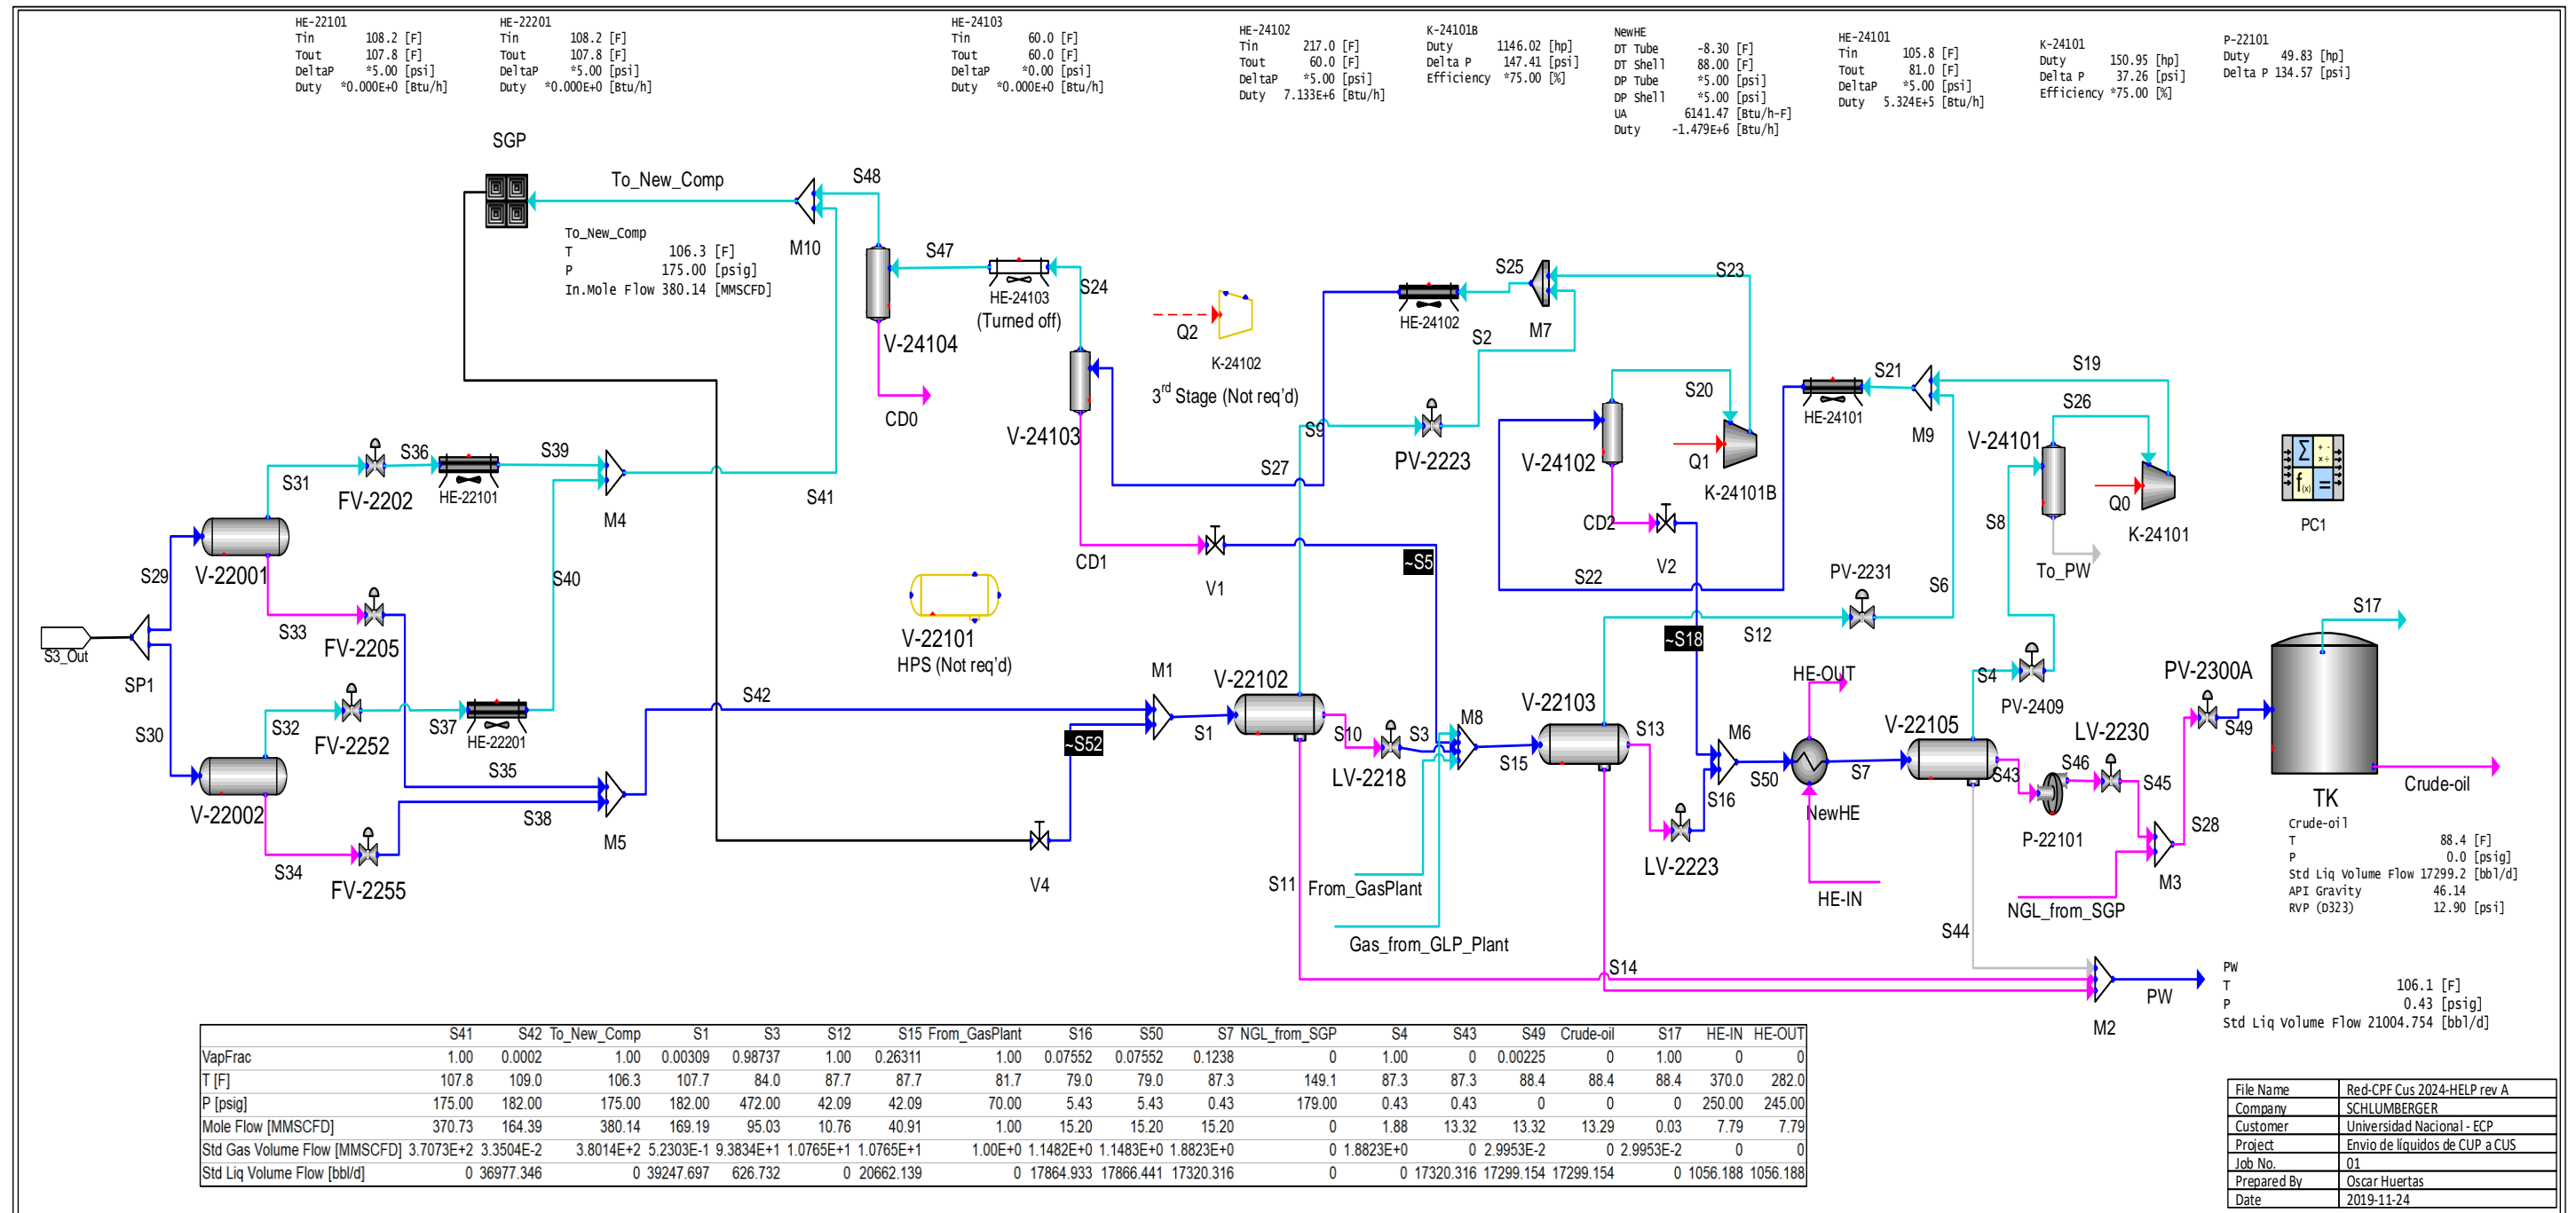 HE-22101
Tin 108.2 [F]
Tout 107.8 [F]
DeltaP *5.00 [psi]
Duty *0.000E+0 [Btu/h]
HE-22201
Tin 108.2 [F]
Tout 107.8 [F]
DeltaP *5.00 [psi]
Duty *0.000E+0 [Btu/h]
HE-24103
Tin 60.0 [F]
Tout 60.0 [F]
DeltaP *0.00 [psi]
Duty *0.000E+0 [Btu/h]
HE-24102
Tin 217.0 [F]
Tout 60.0 [F]
DeltaP *5.00 [psi]
Duty 7.133E+6 [Btu/h]
K-24101B
Duty 1146.02 [hp]
Delta P 147.41 [psi]
Efficiency *75.00 [%]
NewHE
DT Tube -8.30 [F]
DT Shell 88.00 [F]
DP Tube *5.00 [psi]
DP Shell *5.00 [psi]
UA 6141.47 [Btu/h-F]
Duty -1.479E+6 [Btu/h]
HE-24101
Tin 105.8 [F]
Tout 81.0 [F]
DeltaP *5.00 [psi]
Duty 5.324E+5 [Btu/h]
K-24101
Duty 150.95 [hp]
Delta P 37.26 [psi]
Efficiency *75.00 [%]
P-22101
Duty 49.83 [hp]
Delta P 134.57 [psi]
SGP
To_New_Comp
S48
M10
To_New_Comp
T 106.3 [F]
P 175.00 [psig]
In.Mole Flow 380.14 [MMSCFD]
S47
HE-24103
(Turned off)
S24
V-24104
CD0
Q2
K-24102
3rd Stage (Not req'd)
V-24103
S25
S23
M7
HE-24102
S2
S9
S27
PV-2223
S20
V-24102
Q1
K-24101B
CD2
V2
S21
S19
HE-24101
M9
S26
V-24101
Q0
K-24101
S8
To_PW
PC1
S31
S36
FV-2202
HE-22101
S39
M4
S41
S29
V-22001
S33
FV-2205
S40
CD1
V1
~S5
S22
PV-2231
S6
S12
~S18
S17
V-22101
HPS (Not req'd)
S3_Out
SP1
S30
S32
FV-2252
S37
HE-22201
S35
V-22002
S34
FV-2255
S38
M5
S42
M1
~S52
V4
S1
V-22102
S10
LV-2218
S3
M8
S15
V-22103
S13
M6
S16
LV-2223
S50
HE-OUT
NewHE
HE-IN
S7
V-22105
S4
PV-2409
S43
P-22101
S46
LV-2230
S45
PV-2300A
S49
S28
M3
NGL_from_SGP
TK
Crude-oil
Crude-oil
T 88.4 [F]
P 0.0 [psig]
Std Liq Volume Flow 17299.2 [bbl/d]
API Gravity 46.14
RVP (D323) 12.90 [psi]
S11
From_GasPlant
Gas_from_GLP_Plant
S14
S44
M2
PW
PW
T 106.1 [F]
P 0.43 [psig]
Std Liq Volume Flow 21004.754 [bbl/d]
S41 S42 To_New_Comp S1 S3 S12 S15 From_GasPlant S16 S50 S7 NGL_from_SGP S4 S43 S49 Crude-oil S17 HE-IN HE-OUT
VapFrac 1.00 0.0002 1.00 0.00309 0.98737 1.00 0.26311 1.00 0.07552 0.07552 0.1238 0 1.00 0 0.00225 0 1.00 0 0
T [F] 107.8 109.0 106.3 107.7 84.0 87.7 87.7 81.7 79.0 79.0 87.3 149.1 87.3 87.3 88.4 88.4 88.4 370.0 282.0
P [psig] 175.00 182.00 175.00 182.00 472.00 42.09 42.09 70.00 5.43 5.43 0.43 179.00 0.43 0.43 0 0 0 250.00 245.00
Mole Flow [MMSCFD] 370.73 164.39 380.14 169.19 95.03 10.76 40.91 1.00 15.20 15.20 15.20 0 1.88 13.32 13.32 13.29 0.03 7.79 7.79
Std Gas Volume Flow [MMSCFD] 3.7073E+2 3.3504E-2 3.8014E+2 5.2303E-1 9.3834E+1 1.0765E+1 1.0765E+1 1.00E+0 1.1482E+0 1.1483E+0 1.8823E+0 0 1.8823E+0 0 2.9953E-2 0 2.9953E-2 0 0
Std Liq Volume Flow [bbl/d] 0 36977.346 0 39247.697 626.732 0 20662.139 0 17864.933 17866.441 17320.316 0 0 17320.316 17299.154 17299.154 0 1056.188 1056.188
File Name Red-CPF Cus 2024-HELP rev A
Company SCHLUMBERGER
Customer Universidad Nacional - ECP
Project Envio de líquidos de CUP a CUS
Job No. 01
Prepared By Oscar Huertas
Date 2019-11-24